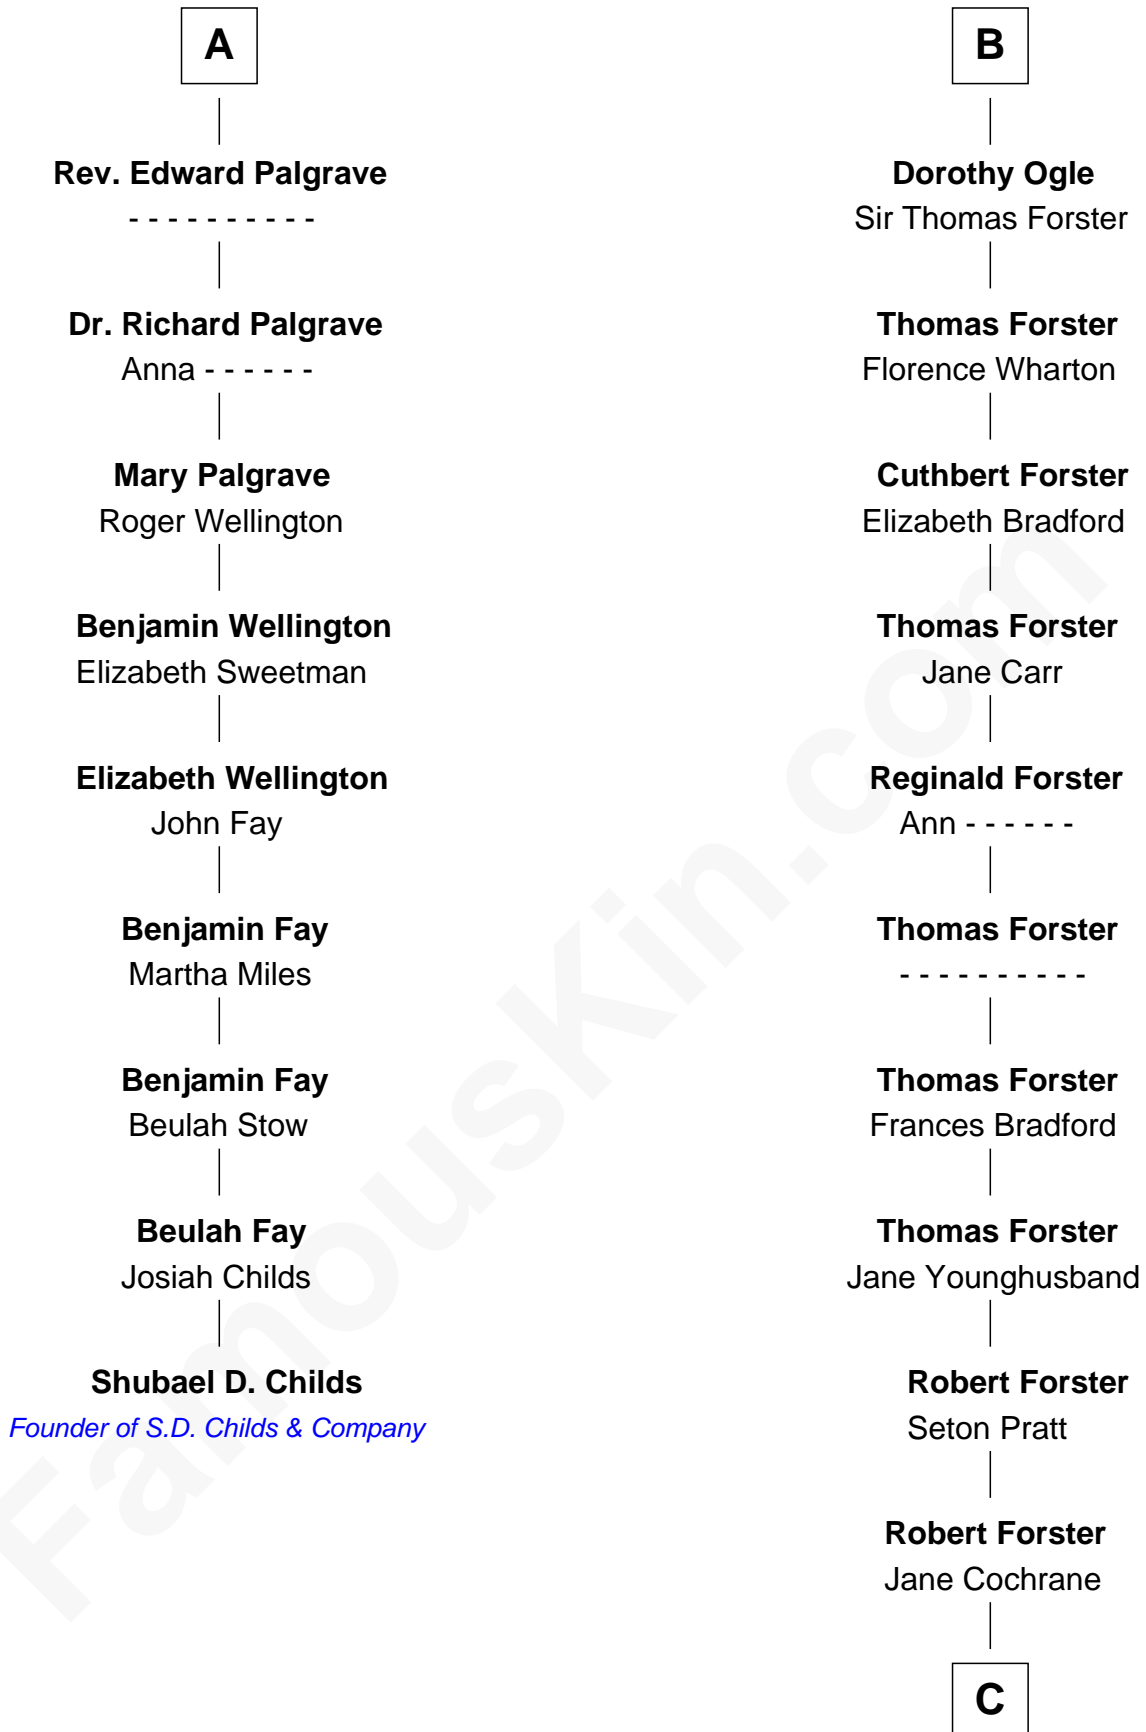 A
Rev. Edward Palgrave
- - - - - - - - - -
Dr. Richard Palgrave
Anna - - - - - -
Mary Palgrave
Roger Wellington
Benjamin Wellington
Elizabeth Sweetman
Elizabeth Wellington
John Fay
Benjamin Fay
Martha Miles
Benjamin Fay
Beulah Stow
Beulah Fay
Josiah Childs
Shubael D. Childs
Founder of S.D. Childs & Company
B
Dorothy Ogle
Sir Thomas Forster
Thomas Forster
Florence Wharton
Cuthbert Forster
Elizabeth Bradford
Thomas Forster
Jane Carr
Reginald Forster
Ann - - - - - -
Thomas Forster
- - - - - - - - - -
Thomas Forster
Frances Bradford
Thomas Forster
Jane Younghusband
Robert Forster
Seton Pratt
Robert Forster
Jane Cochrane
C
FamousKin.com